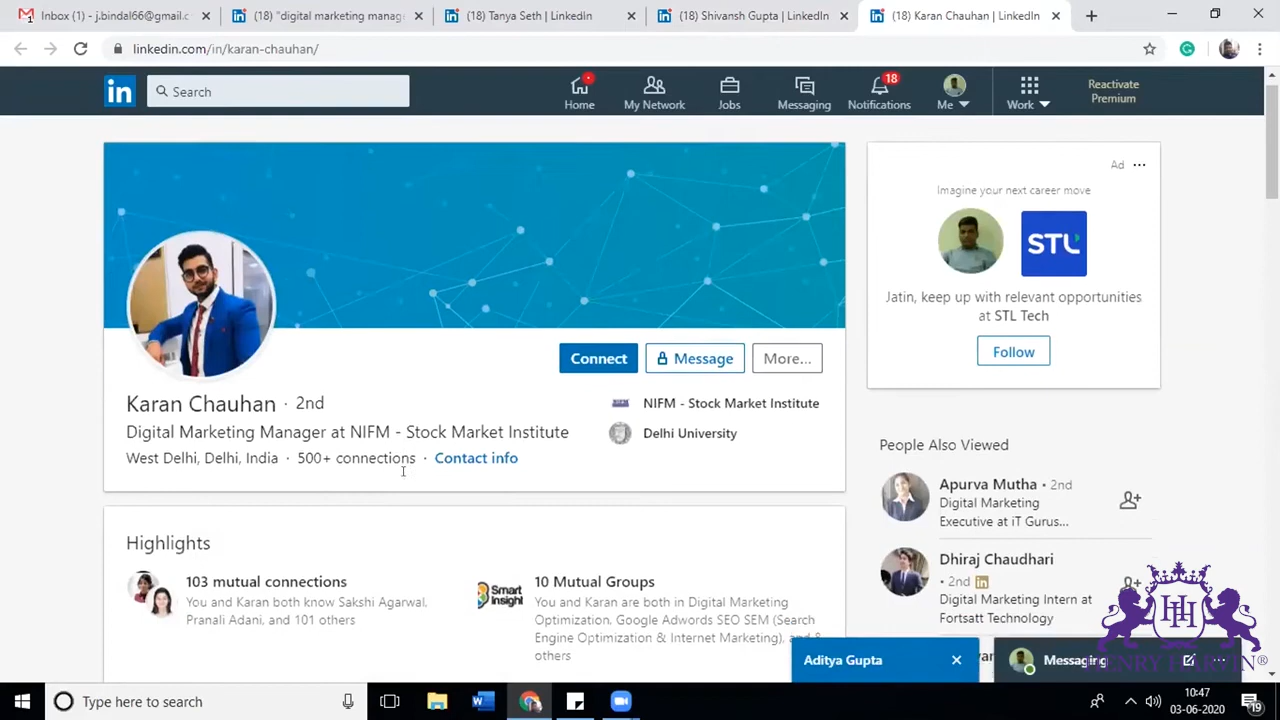 Inbox (1) - j.bindal66@gmail.c
(18) "digital marketing manag
(18) Tanya Seth | LinkedIn
(18) Shivansh Gupta | LinkedIn
(18) Karan Chauhan | LinkedIn
linkedin.com/in/karan-chauhan/
in
Search
Home
My Network
Jobs
Messaging
18
Notifications
Me
Work
Reactivate
Premium
Ad
Imagine your next career move
STL
Jatin, keep up with relevant opportunities
at STL Tech
Follow
Connect
Message
More...
Karan Chauhan · 2nd
Digital Marketing Manager at NIFM - Stock Market Institute
West Delhi, Delhi, India · 500+ connections · Contact info
NIFM - Stock Market Institute
Delhi University
People Also Viewed
Apurva Mutha • 2nd
Digital Marketing
Executive at iT Gurus...
Dhiraj Chaudhari
• 2nd in
Digital Marketing Intern at
Fortsatt Technology
Highlights
103 mutual connections
You and Karan both know Sakshi Agarwal,
Pranali Adani, and 101 others
Smart
Insights
10 Mutual Groups
You and Karan are both in Digital Marketing
Optimization, Google Adwords SEO SEM (Search
Engine Optimization & Internet Marketing), and 8
others
Aditya Gupta
Messaging
HENRY HARVIN®
Type here to search
10:47
03-06-2020
19